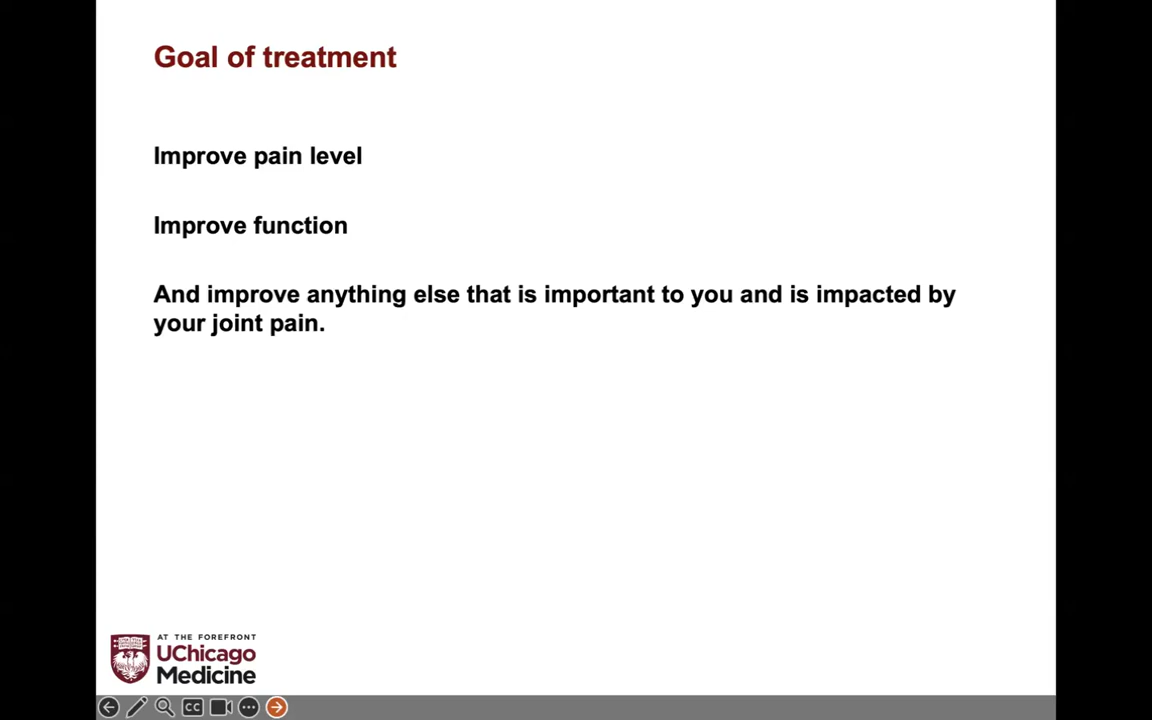 Goal of treatment
Improve pain level
Improve function
And improve anything else that is important to you and is impacted by
your joint pain.
AT THE FOREFRONT
UChicago
Medicine
CC